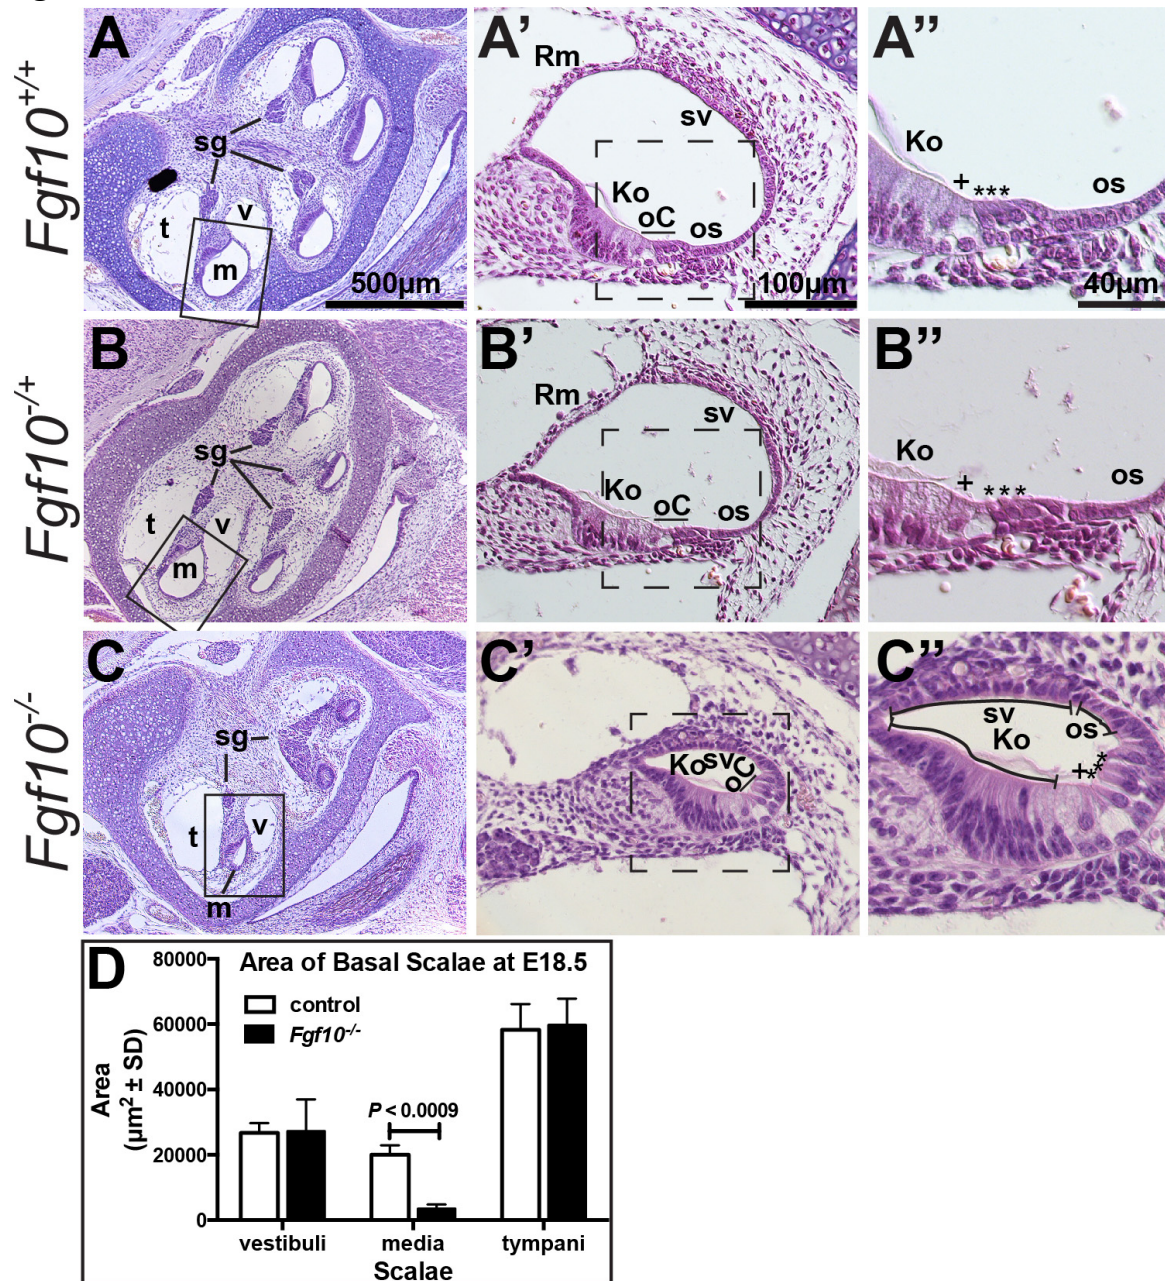 Fgf10+/+
A
sg
t
v
m
500µm
A’
Rm
sv
Ko
oC
os
100µm
A’’
Ko
+
***
os
40µm
Fgf10-/+
B
sg
t
v
m
B’
Rm
sv
Ko
oC
os
B’’
Ko
+
***
os
Fgf10-/-
C
sg
t
v
m
C’
Ko
sv
oC
C’’
sv
Ko
os
+
***
D
Area of Basal Scalae at E18.5
control
Fgf10-/-
P < 0.0009
Area
(µm² ± SD)
80000
60000
40000
20000
0
vestibuli
media
tympani
Scalae